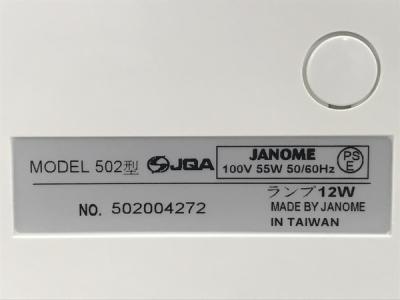 MODEL 502型 JQA JANOME
100V 55W 50/60Hz
PS
E
ランプ12W
NO. 502004272 MADE BY JANOME
IN TAIWAN